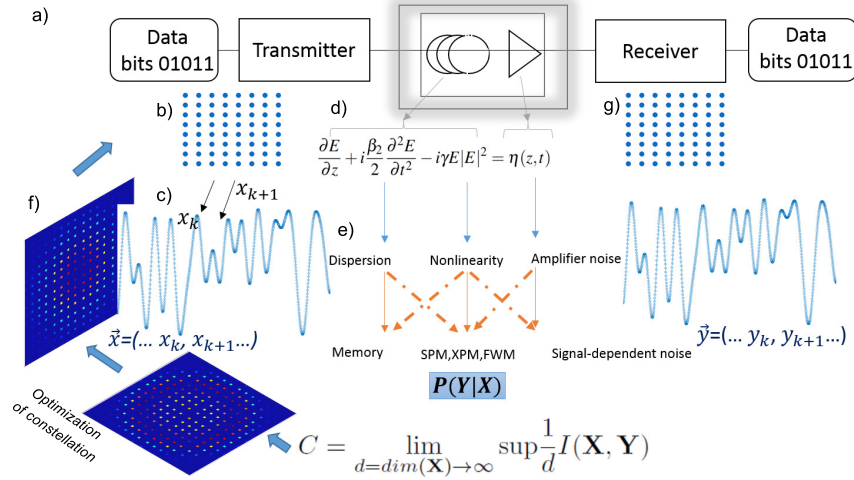 a)
Data
bits 01011
Transmitter
Receiver
Data
bits 01011
b)
d)
g)
∂E/∂z + i β₂/2 ∂²E/∂t² − iγE|E|² = η(z,t)
f)
c)
x_k
x_{k+1}
e)
Dispersion
Nonlinearity
Amplifier noise
x⃗=(... x_k, x_{k+1}...)
y⃗=(... y_k, y_{k+1}...)
Memory
SPM,XPM,FWM
Signal-dependent noise
P(Y|X)
Optimization
of constellation
C = lim_{d=dim(X)→∞} sup 1/d I(X, Y)